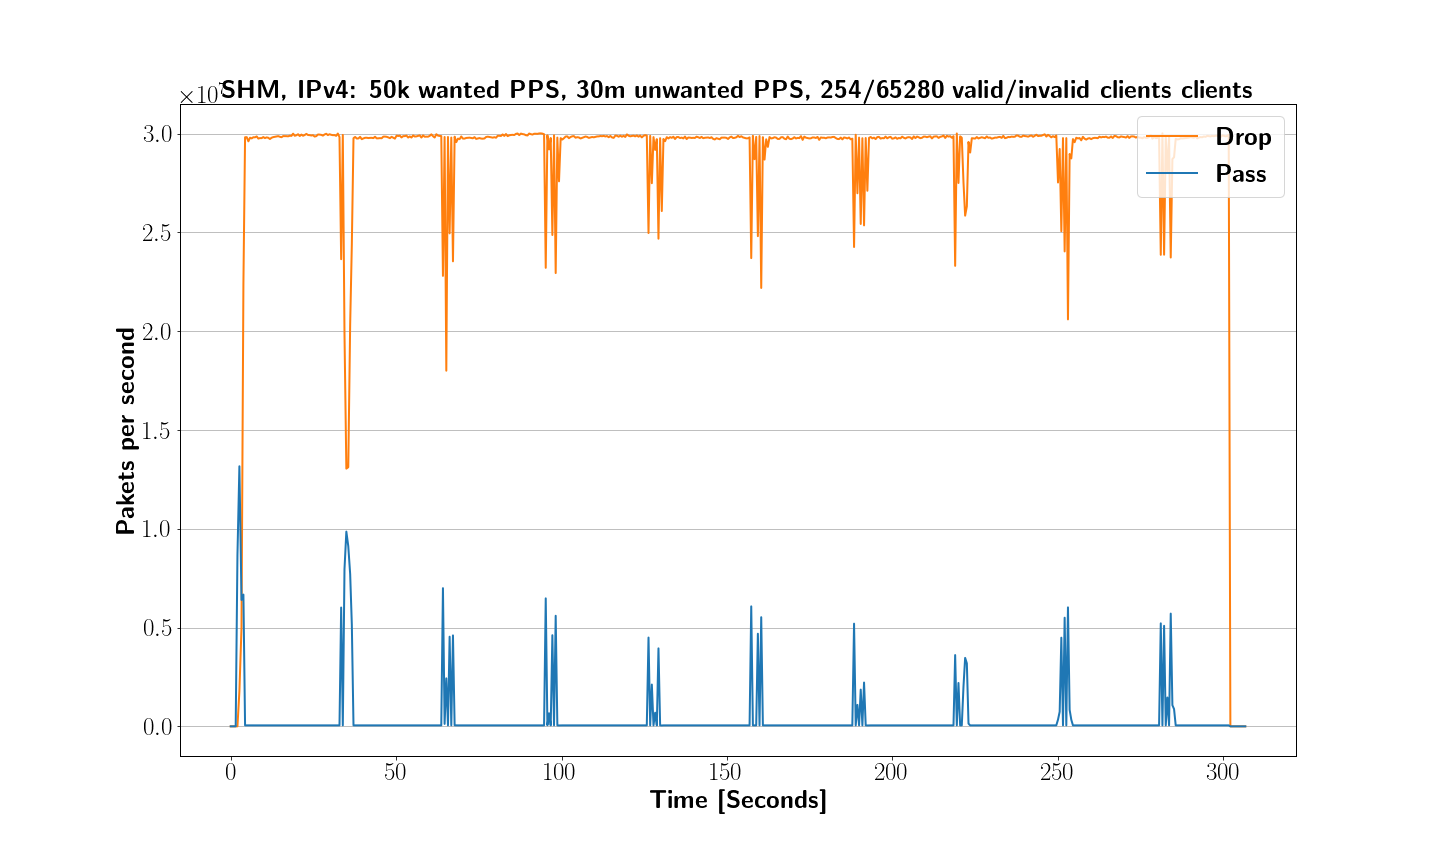 SHM, IPv4: 50k wanted PPS, 30m unwanted PPS, 254/65280 valid/invalid clients clients
×10
Drop
Pass
3.0
2.5
2.0
1.5
1.0
0.5
0.0
Pakets per second
0 50 100 150 200 250 300
Time [Seconds]